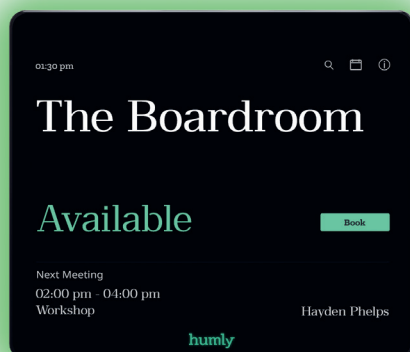 01:30 pm
The Boardroom
Available
Book
Next Meeting
02:00 pm - 04:00 pm
Workshop
Hayden Phelps
humly